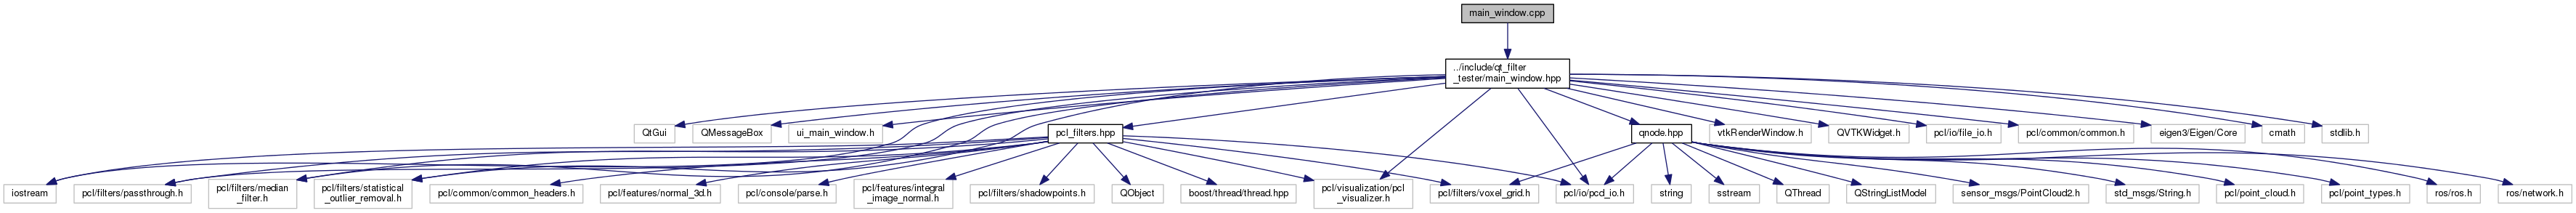 main_window.cpp
../include/qt_filter
_tester/main_window.hpp
QtGui
QMessageBox
ui_main_window.h
pcl_filters.hpp
qnode.hpp
vtkRenderWindow.h
QVTKWidget.h
pcl/io/file_io.h
pcl/common/common.h
eigen3/Eigen/Core
cmath
stdlib.h
iostream
pcl/filters/passthrough.h
pcl/filters/median
_filter.h
pcl/filters/statistical
_outlier_removal.h
pcl/common/common_headers.h
pcl/features/normal_3d.h
pcl/console/parse.h
pcl/features/integral
_image_normal.h
pcl/filters/shadowpoints.h
QObject
boost/thread/thread.hpp
pcl/visualization/pcl
_visualizer.h
pcl/filters/voxel_grid.h
pcl/io/pcd_io.h
string
sstream
QThread
QStringListModel
sensor_msgs/PointCloud2.h
std_msgs/String.h
pcl/point_cloud.h
pcl/point_types.h
ros/ros.h
ros/network.h